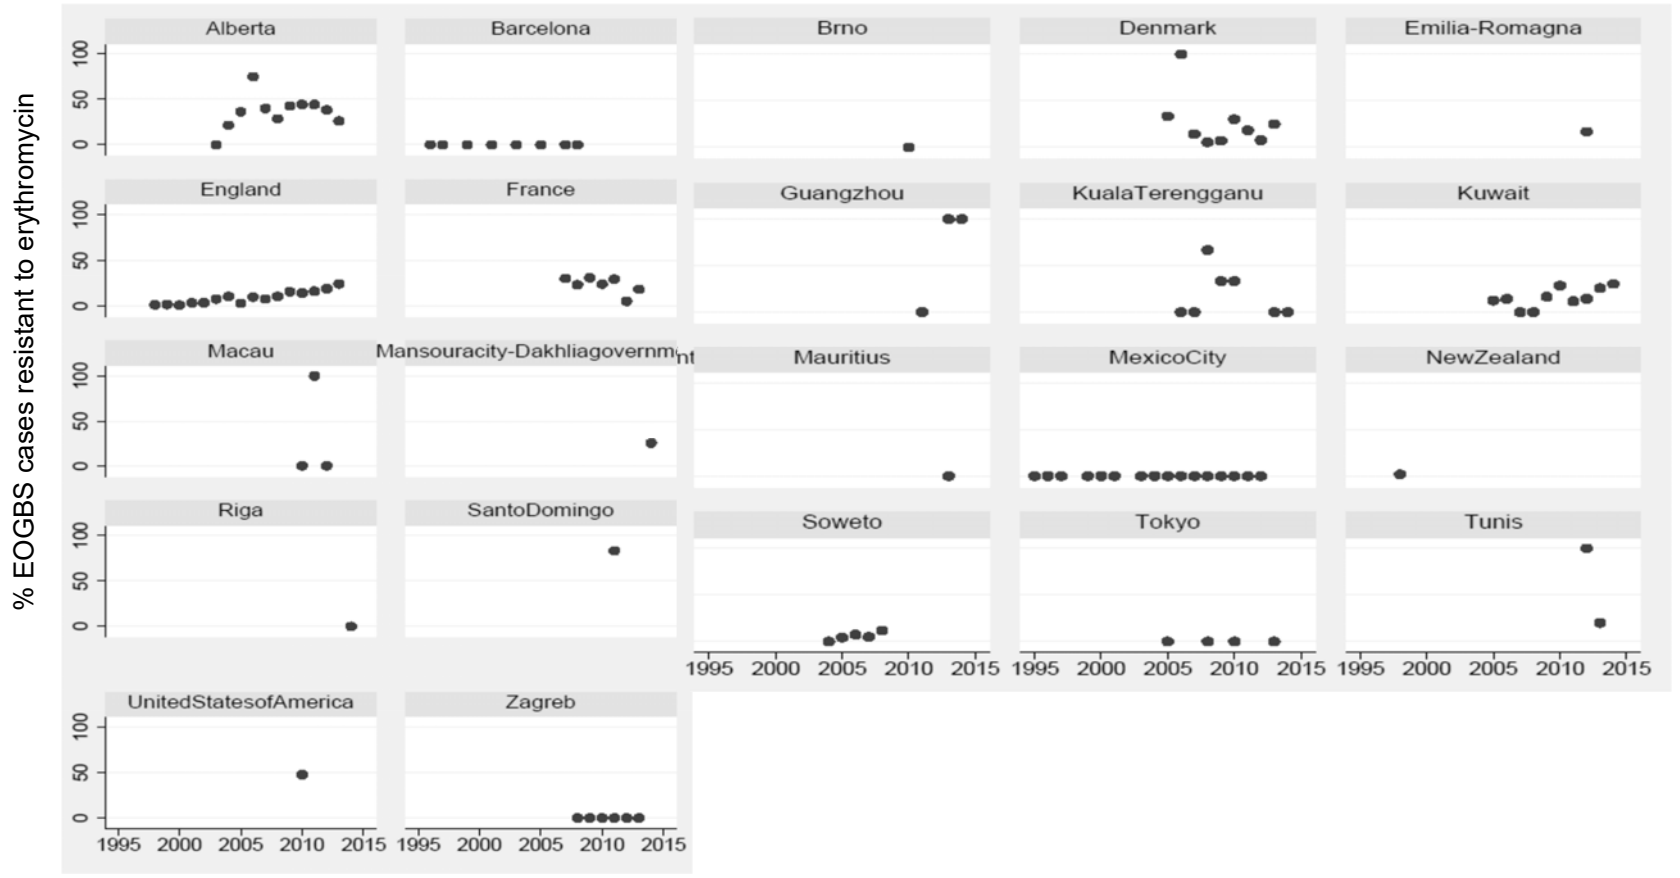 % EOGBS cases resistant to erythromycin
Alberta Barcelona Brno Denmark Emilia-Romagna
100
50
0
England France Guangzhou KualaTerengganu Kuwait
100
50
0
Macau Mansouracity-Dakhliagovernment Mauritius MexicoCity NewZealand
100
50
0
Riga SantoDomingo Soweto Tokyo Tunis
100
50
0
1995 2000 2005 2010 2015 1995 2000 2005 2010 2015 1995 2000 2005 2010 2015
UnitedStatesofAmerica Zagreb
100
50
0
1995 2000 2005 2010 2015 1995 2000 2005 2010 2015